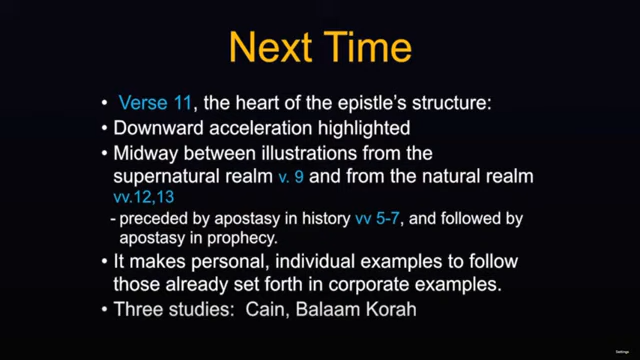 Next Time
• Verse 11, the heart of the epistle's structure:
• Downward acceleration highlighted
• Midway between illustrations from the
supernatural realm v. 9 and from the natural realm
vv.12,13
- preceded by apostasy in history vv 5-7, and followed by
apostasy in prophecy.
• It makes personal, individual examples to follow
those already set forth in corporate examples.
• Three studies: Cain, Balaam Korah
Settings